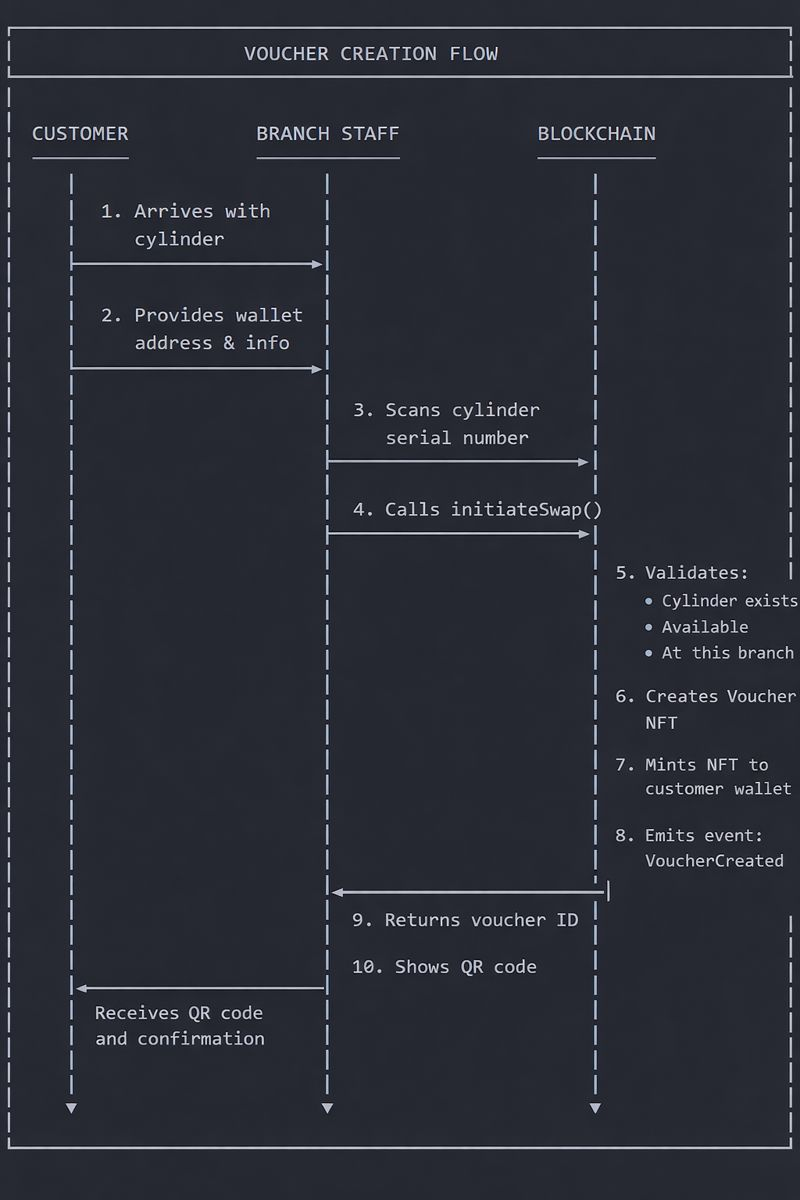 VOUCHER CREATION FLOW
CUSTOMER
BRANCH STAFF
BLOCKCHAIN
1. Arrives with
cylinder
2. Provides wallet
address & info
3. Scans cylinder
serial number
4. Calls initiateSwap()
5. Validates:
• Cylinder exists
• Available
• At this branch
6. Creates Voucher
NFT
7. Mints NFT to
customer wallet
8. Emits event:
VoucherCreated
9. Returns voucher ID
10. Shows QR code
Receives QR code
and confirmation